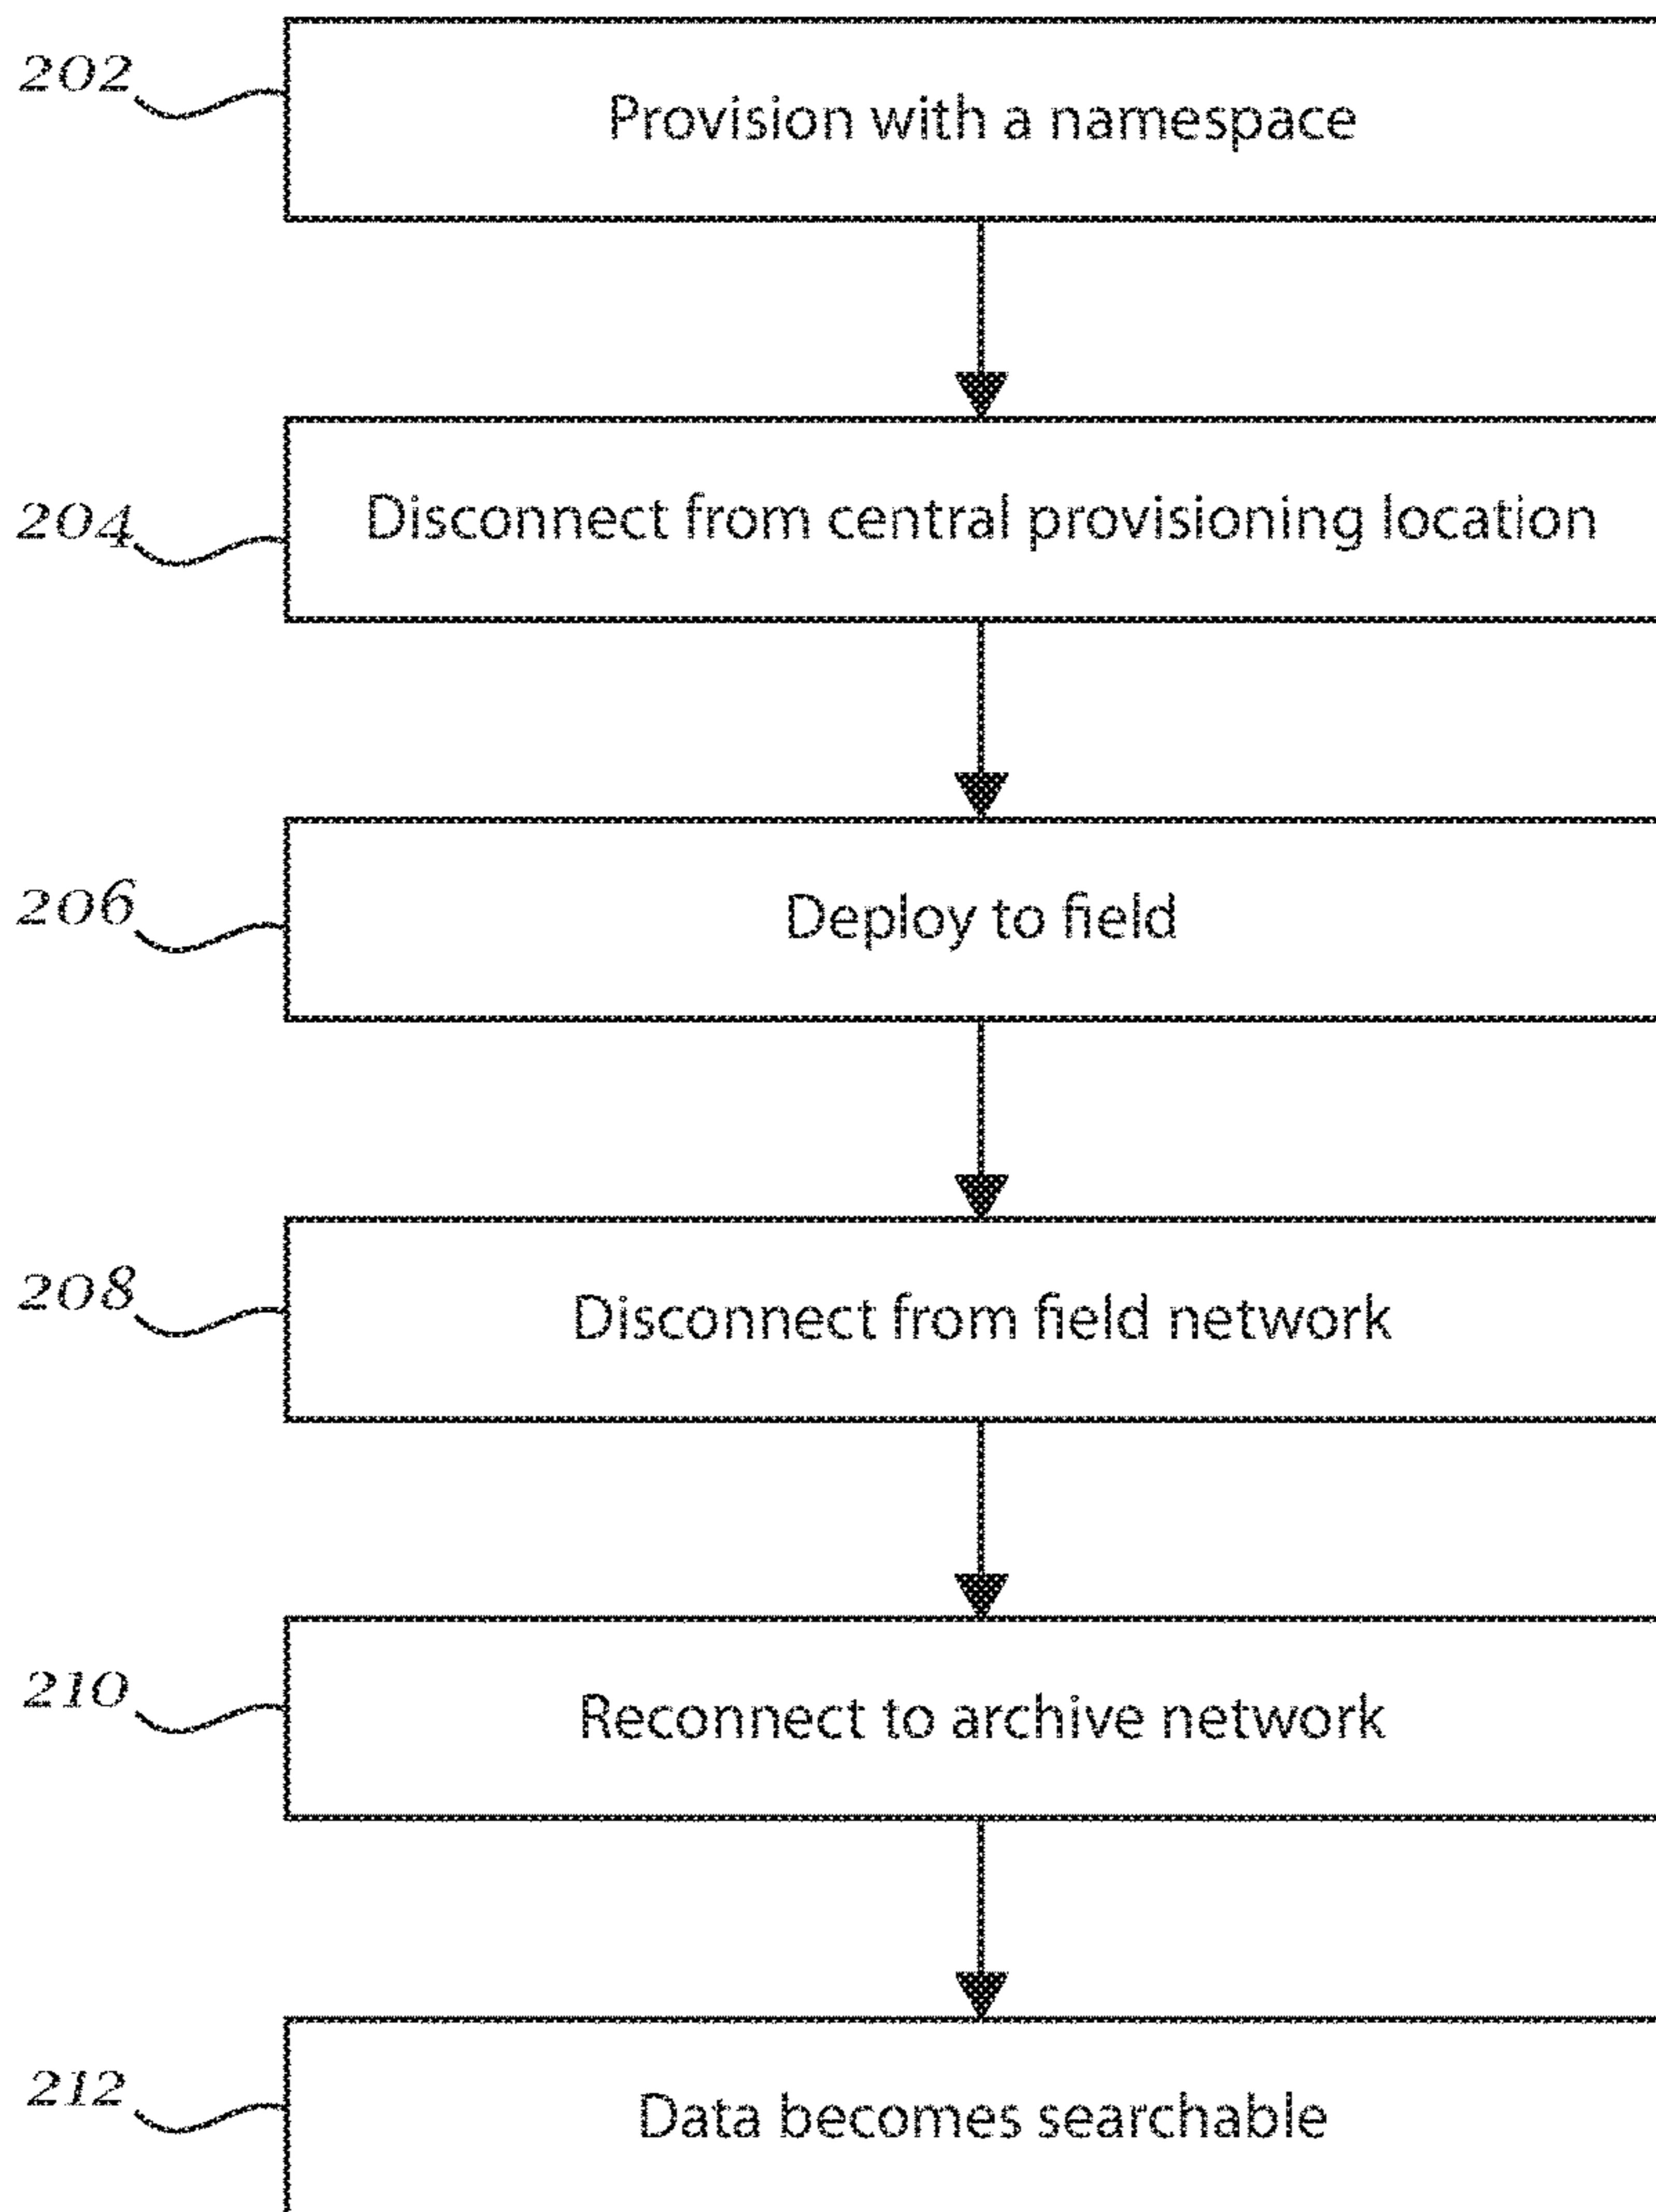 202
Provision with a namespace
204
Disconnect from central provisioning location
206
Deploy to field
208
Disconnect from field network
210
Reconnect to archive network
212
Data becomes searchable